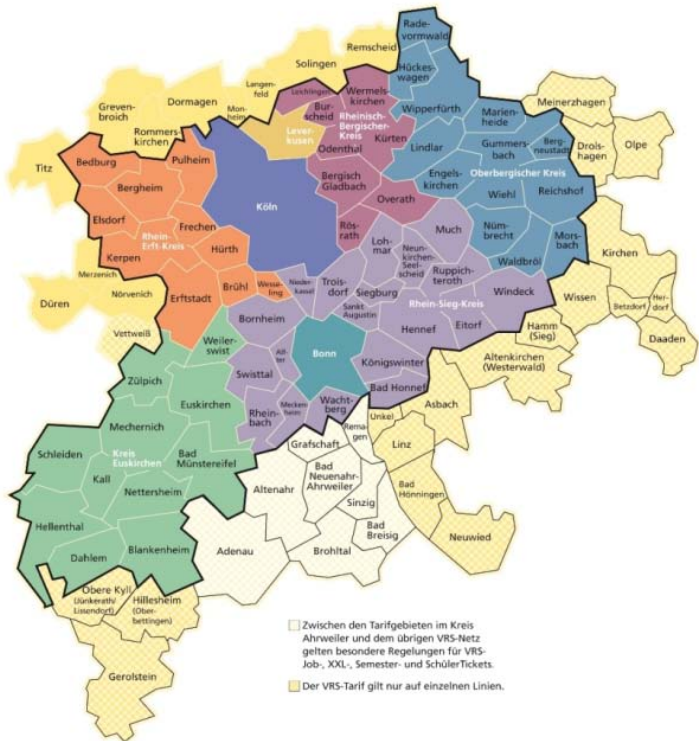 Rade-
vormwald
Remscheid
Solingen
Hückes-
wagen
Langen-
feld
Leichlingen
Wermels-
kirchen
Dormagen
Greven-
broich
Mon-
heim
Bur-
scheid
Wipperfürth
Marien-
heide
Meinerzhagen
Rommers-
kirchen
Lever-
kusen
Rheinisch-
Bergischer-
Kreis
Kürten
Gummers-
bach
Berg-
neustadt
Drols-
hagen
Olpe
Titz
Bedburg
Pulheim
Odenthal
Lindlar
Oberbergischer Kreis
Bergheim
Bergisch
Gladbach
Engels-
kirchen
Wiehl
Reichshof
Köln
Overath
Elsdorf
Frechen
Rhein-
Erft-Kreis
Hürth
Rös-
rath
Much
Nüm-
brecht
Mors-
bach
Kerpen
Loh-
mar
Neun-
kirchen-
Seel-
scheid
Ruppich-
teroth
Waldbröl
Kirchen
Merzenich
Nörvenich
Düren
Erftstadt
Brühl
Wesse-
ling
Nieder-
kassel
Trois-
dorf
Siegburg
Rhein-Sieg-Kreis
Windeck
Wissen
Betzdorf
Her-
dorf
Vettweiß
Bornheim
Sankt
Augustin
Hennef
Eitorf
Hamm
(Sieg)
Daaden
Weiler-
swist
Alf-
ter
Bonn
Königswinter
Altenkirchen
(Westerwald)
Zülpich
Swisttal
Bad Honnef
Euskirchen
Rhein-
bach
Mecken-
heim
Wacht-
berg
Unkel
Asbach
Mechernich
Rema-
gen
Linz
Schleiden
Kreis
Euskirchen
Bad
Münstereifel
Grafschaft
Kall
Nettersheim
Altenahr
Bad
Neuenahr-
Ahrweiler
Sinzig
Bad
Hönningen
Hellenthal
Bad
Breisig
Neuwied
Dahlem
Blankenheim
Adenau
Brohltal
Obere Kyll
(Jünkerath/
Lissendorf)
Hillesheim
(Ober-
bettingen)
Gerolstein
Zwischen den Tarifgebieten im Kreis
Ahrweiler und dem übrigen VRS-Netz
gelten besondere Regelungen für VRS-
Job-, XXL-, Semester- und SchülerTickets.
Der VRS-Tarif gilt nur auf einzelnen Linien.